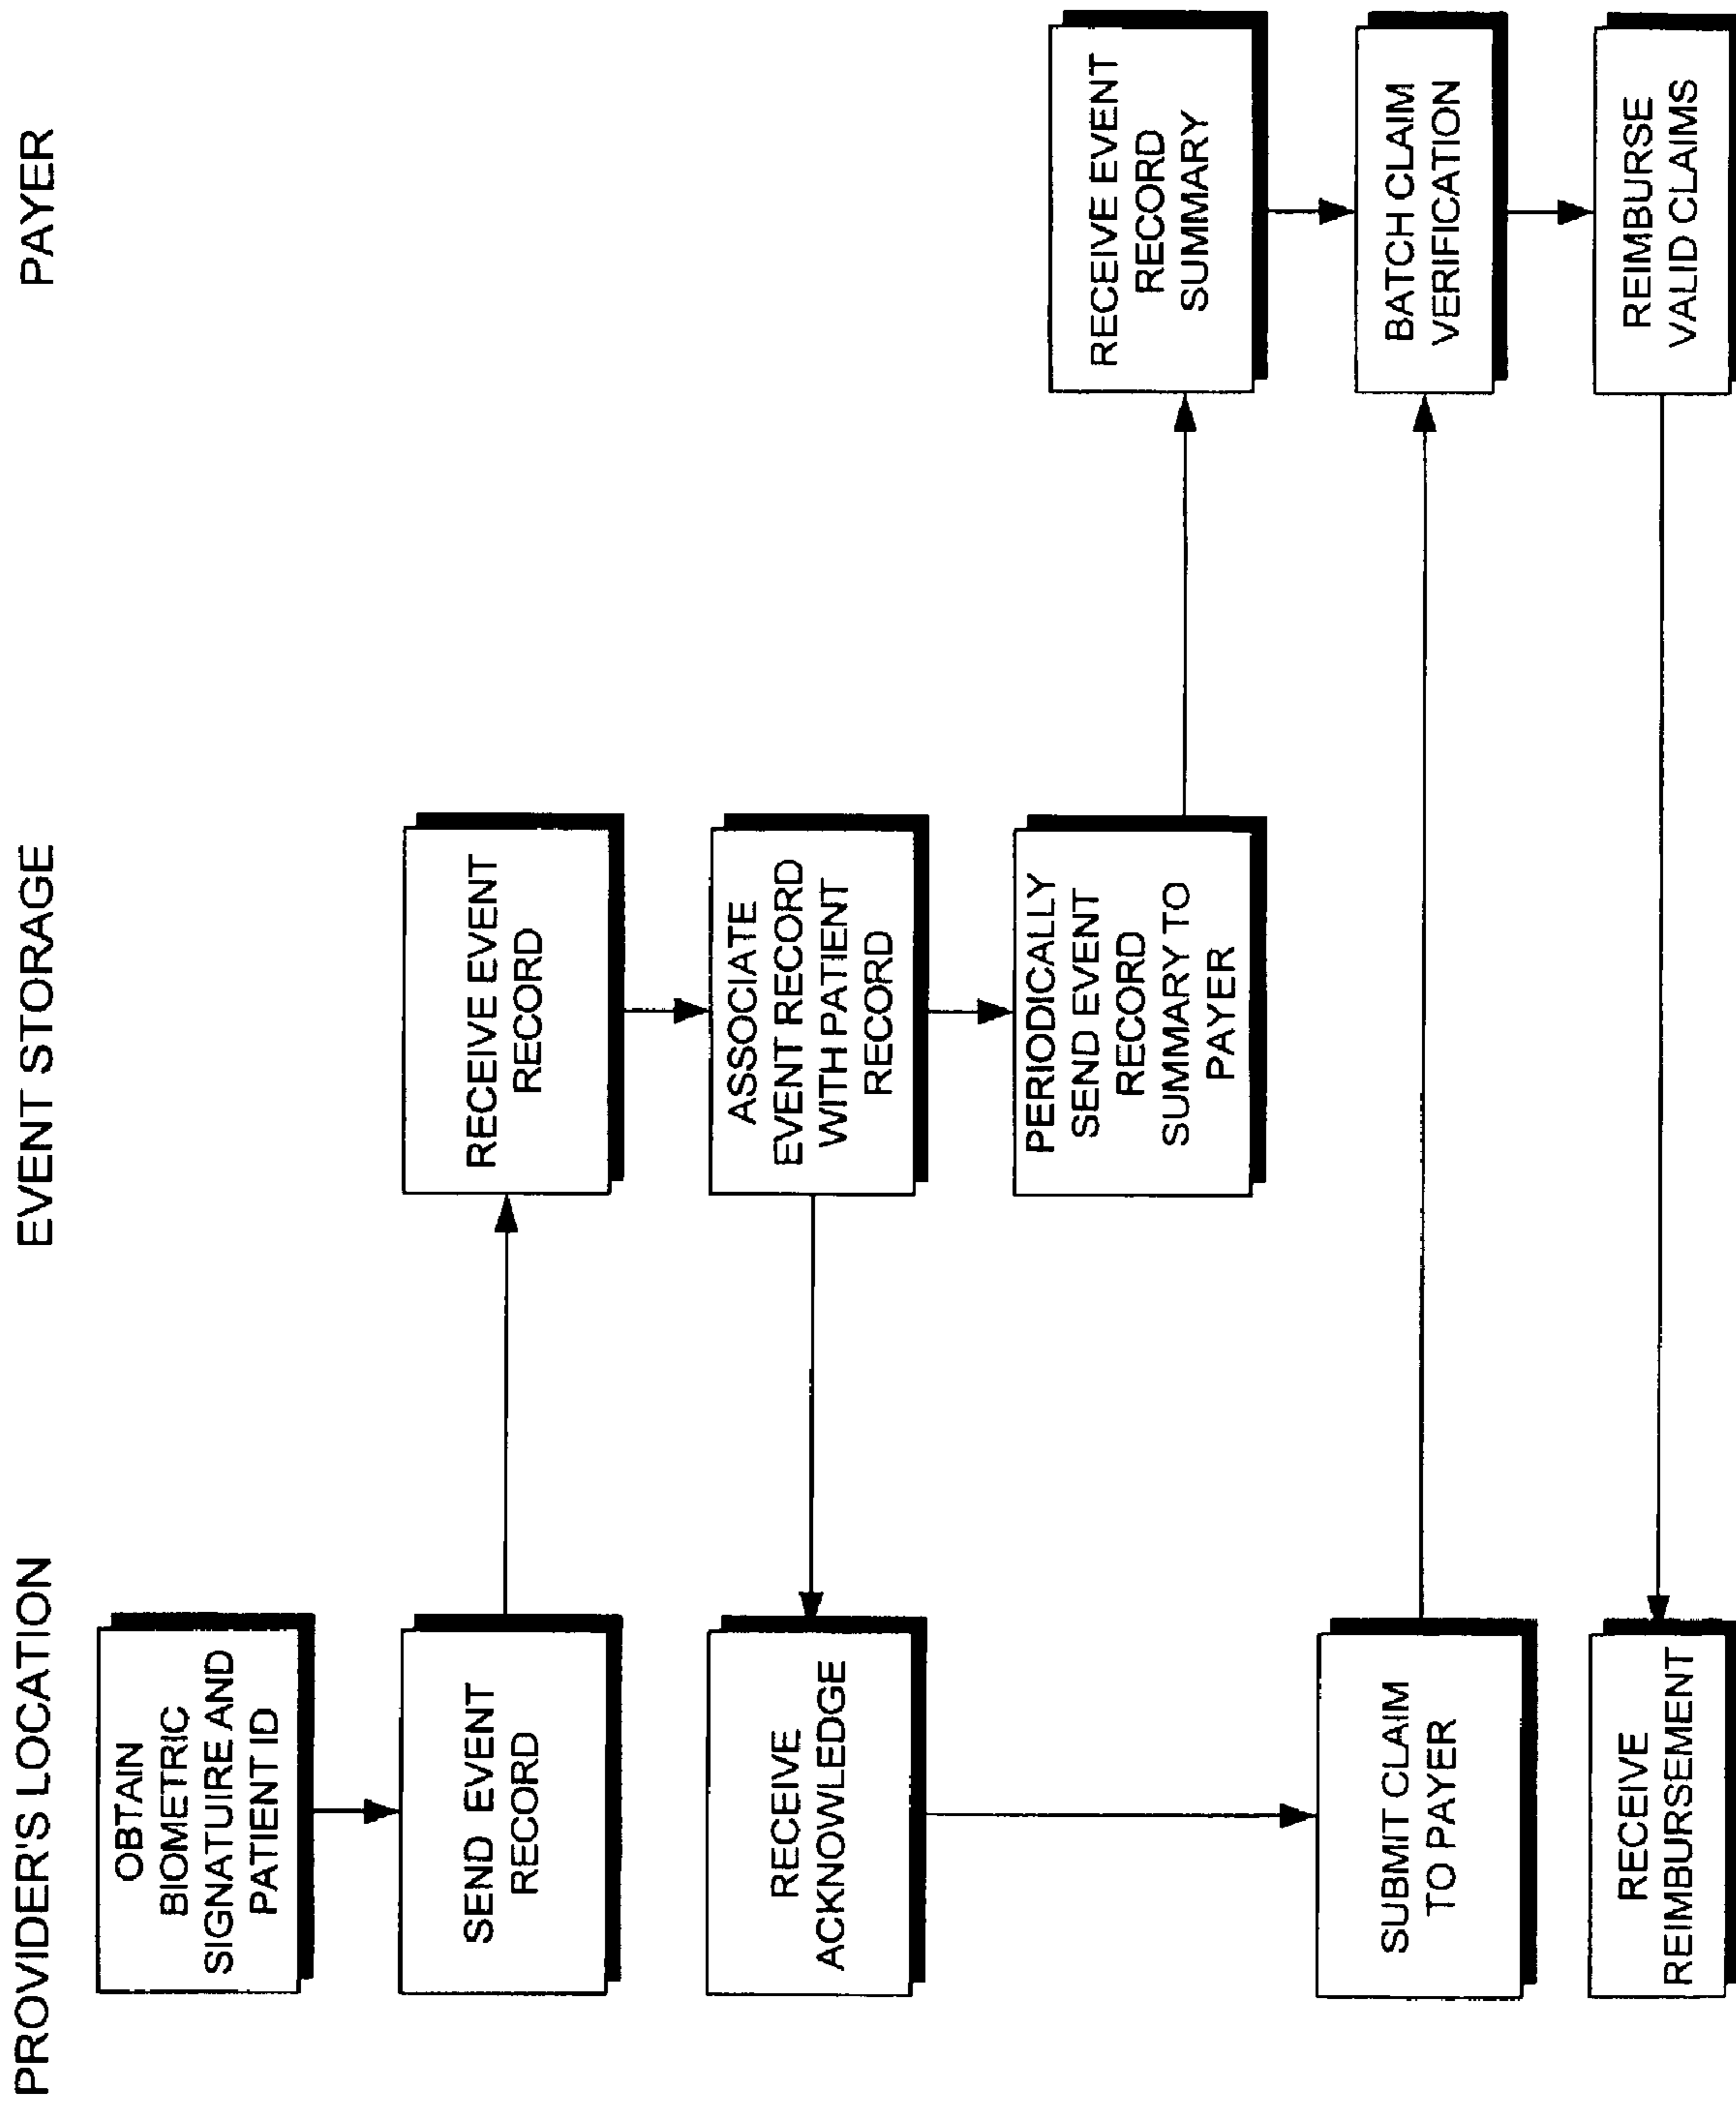 PROVIDER'S LOCATION
EVENT STORAGE
PAYER
OBTAIN
BIOMETRIC
SIGNATUIRE AND
PATIENT ID
SEND EVENT
RECORD
RECEIVE EVENT
RECORD
ASSOCIATE
EVENT RECORD
WITH PATIENT
RECORD
RECEIVE
ACKNOWLEDGE
PERIODICALLY
SEND EVENT
RECORD
SUMMARY TO
PAYER
RECEIVE EVENT
RECORD
SUMMARY
SUBMIT CLAIM
TO PAYER
BATCH CLAIM
VERIFICATION
REIMBURSE
VALID CLAIMS
RECEIVE
REIMBURSEMENT